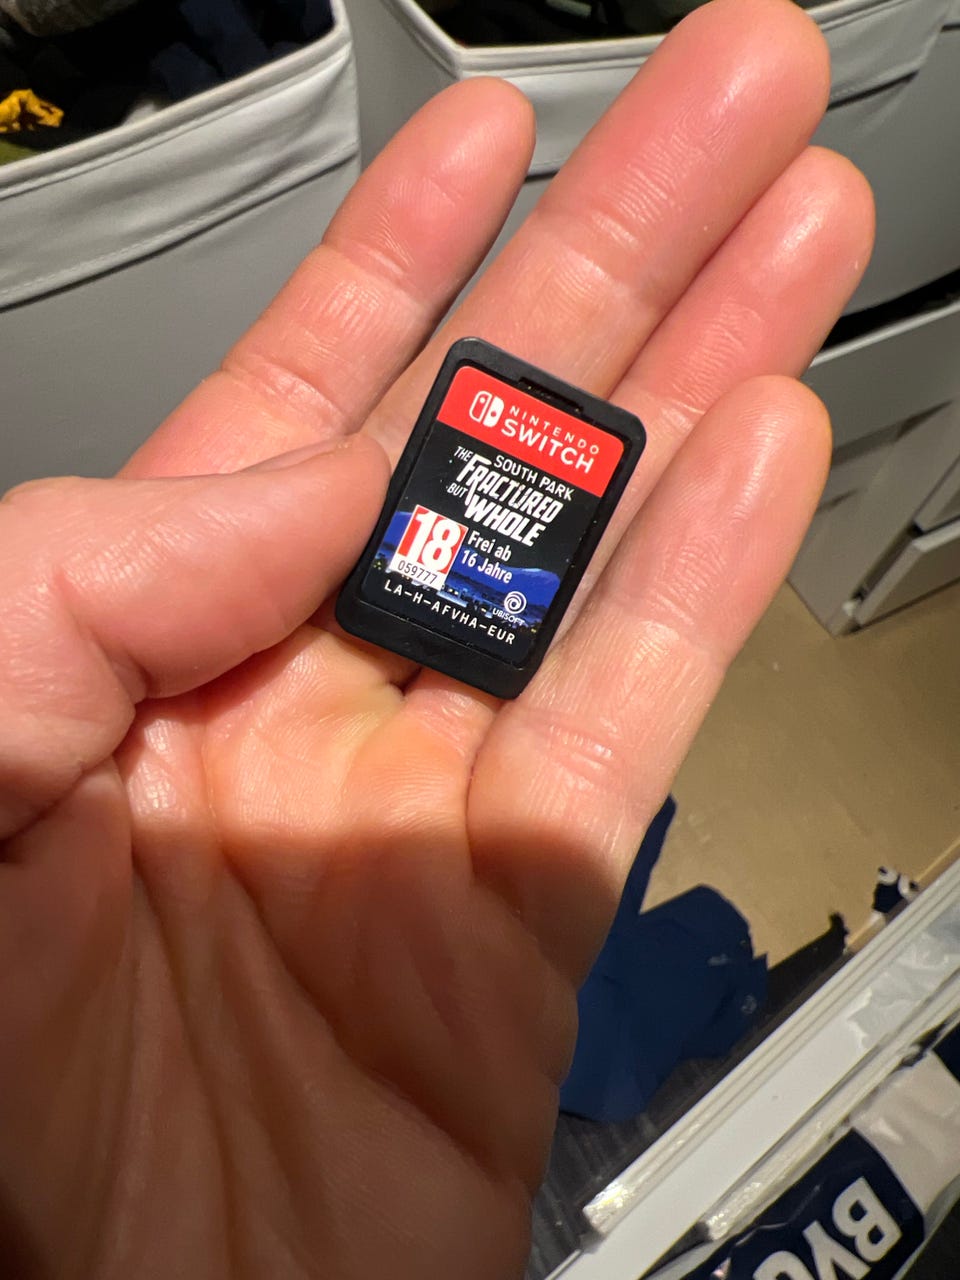 NINTENDO
SWITCH
SOUTH PARK
THE FRACTURED
BUT WHOLE
18
059777
Frei ab
16 Jahre
UBISOFT
LA-H-AFVHA-EUR